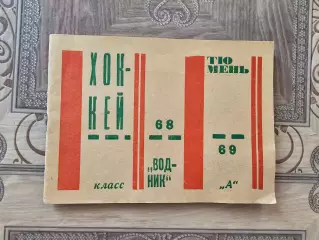 ХОК-
КЕЙ
класс
68
„ВОД-
НИК“
ТЮ
МЕНЬ
69
„А“